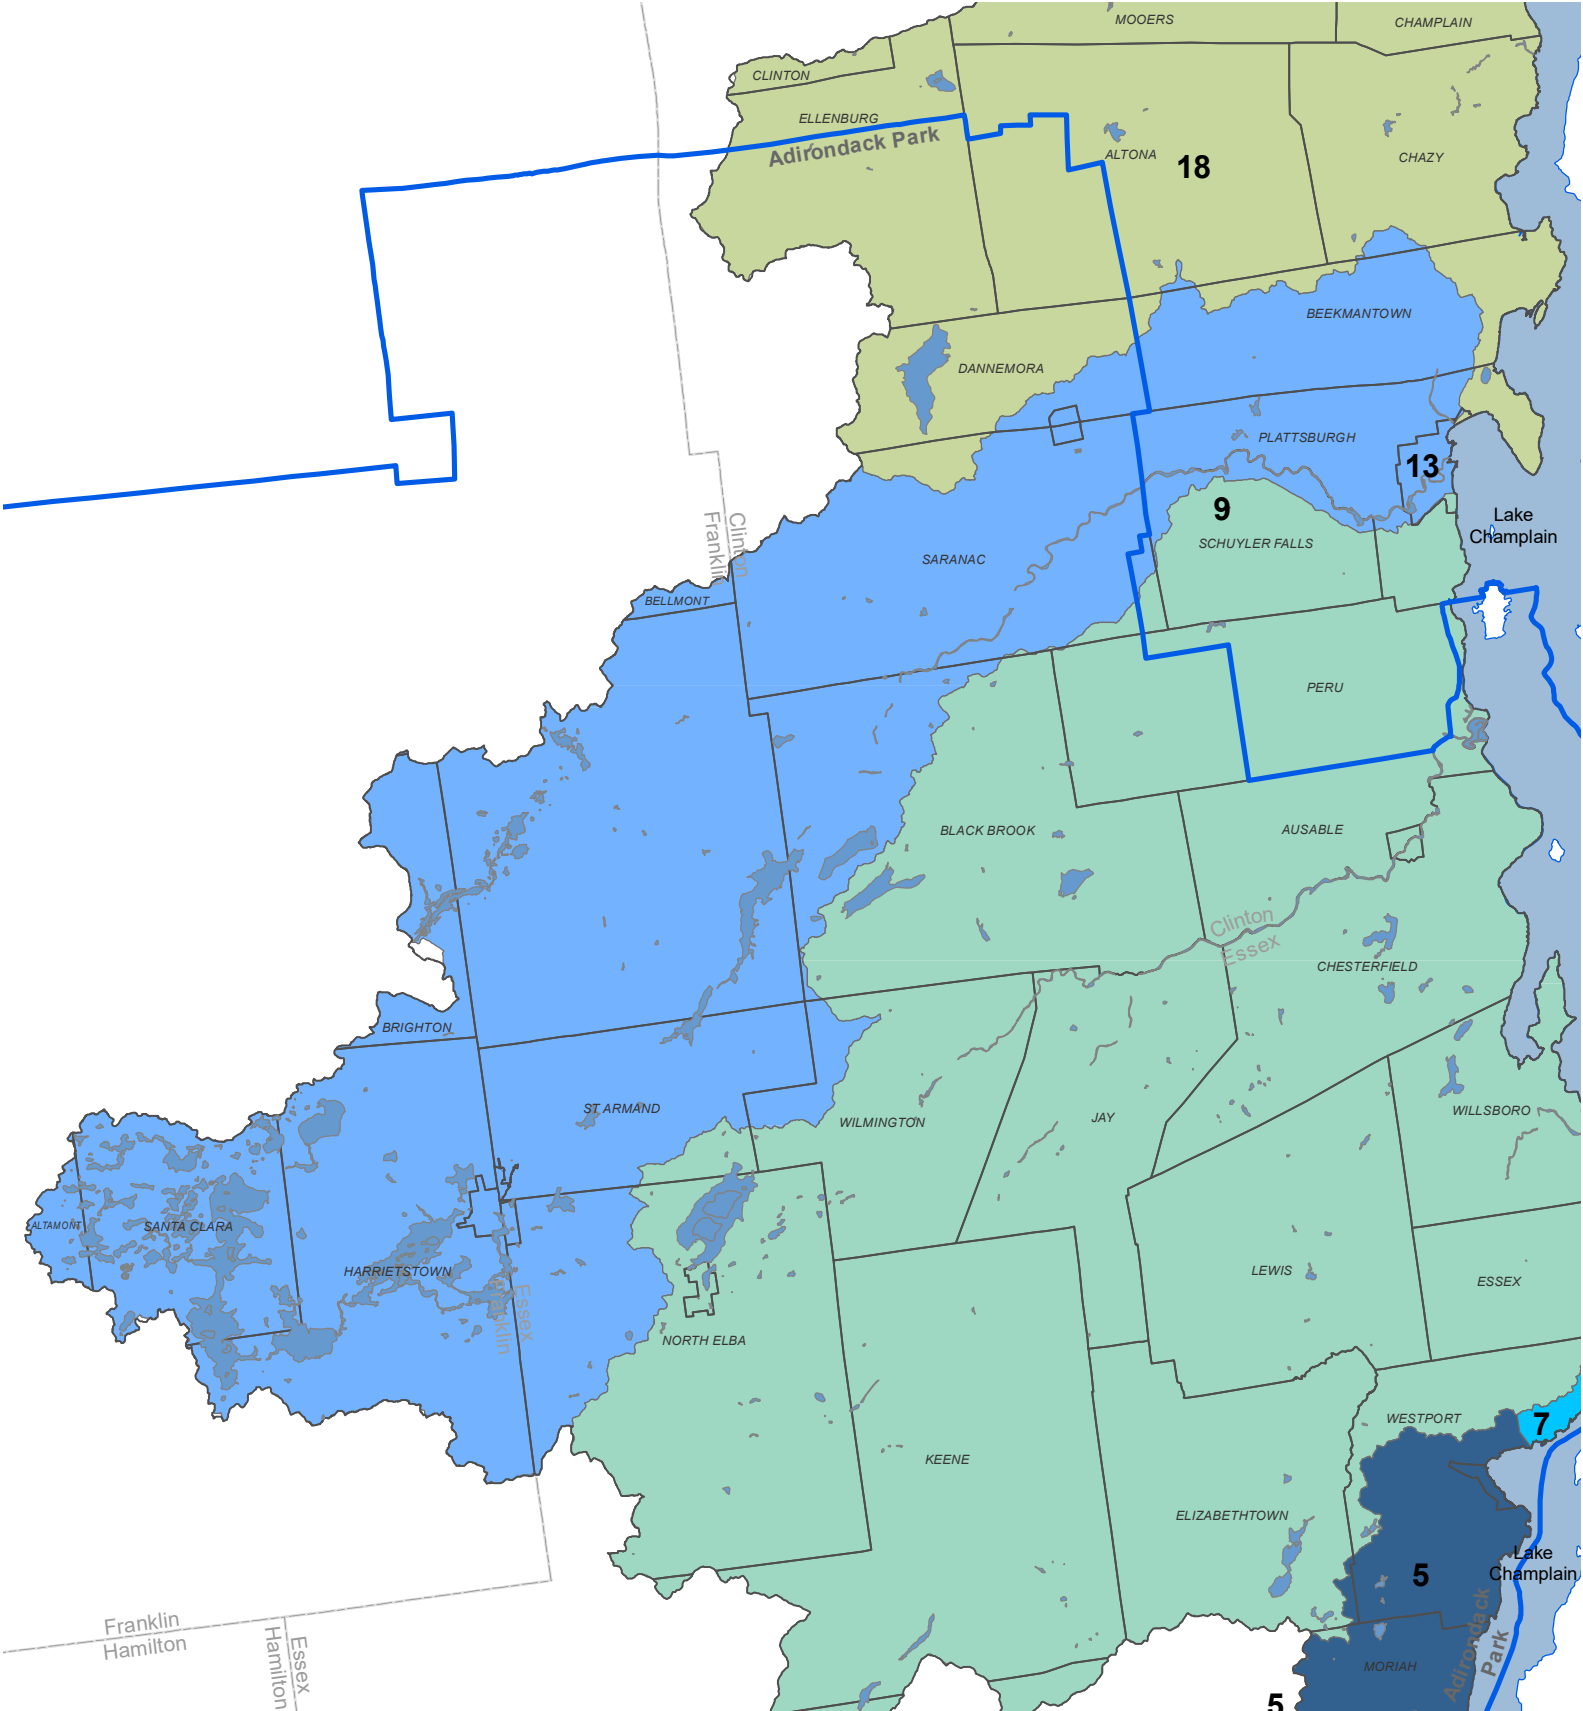 MOOERS
CHAMPLAIN
CLINTON
ELLENBURG
Adirondack Park
ALTONA
18
CHAZY
BEEKMANTOWN
DANNEMORA
PLATTSBURGH
13
9
Lake
Champlain
SCHUYLER FALLS
Clinton
Franklin
SARANAC
BELLMONT
PERU
BLACK BROOK
AUSABLE
Clinton
Essex
CHESTERFIELD
BRIGHTON
ST ARMAND
WILMINGTON
JAY
WILLSBORO
ALTAMONT
SANTA CLARA
HARRIETSTOWN
Essex
Franklin
LEWIS
ESSEX
NORTH ELBA
WESTPORT
7
KEENE
ELIZABETHTOWN
Lake
Champlain
5
Franklin
Hamilton
Essex
Hamilton
MORIAH
Adirondack
Park
5